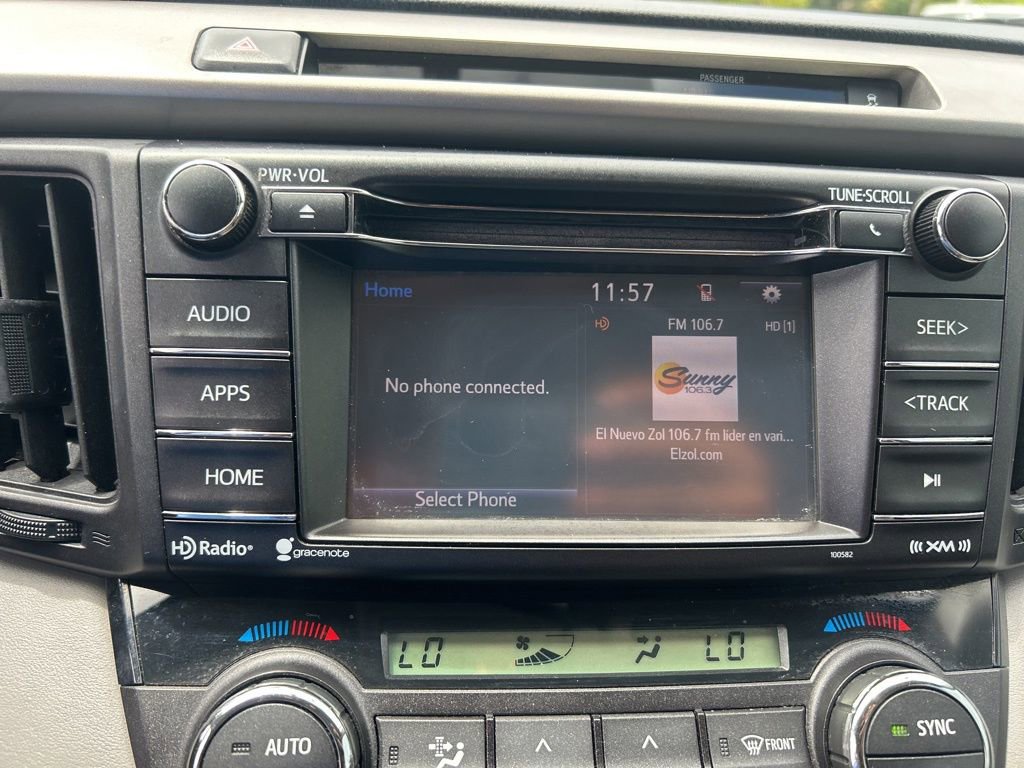 PASSENGER
PWR·VOL
TUNE·SCROLL
AUDIO
APPS
HOME
Home
11:57
FM 106.7
HD [1]
Sunny
106.3
No phone connected.
El Nuevo Zol 106.7 fm lider en vari...
Elzol.com
Select Phone
SEEK>
<TRACK
HD Radio®
gracenote
100582
((( XM )))
LO
LO
AUTO
FRONT
SYNC